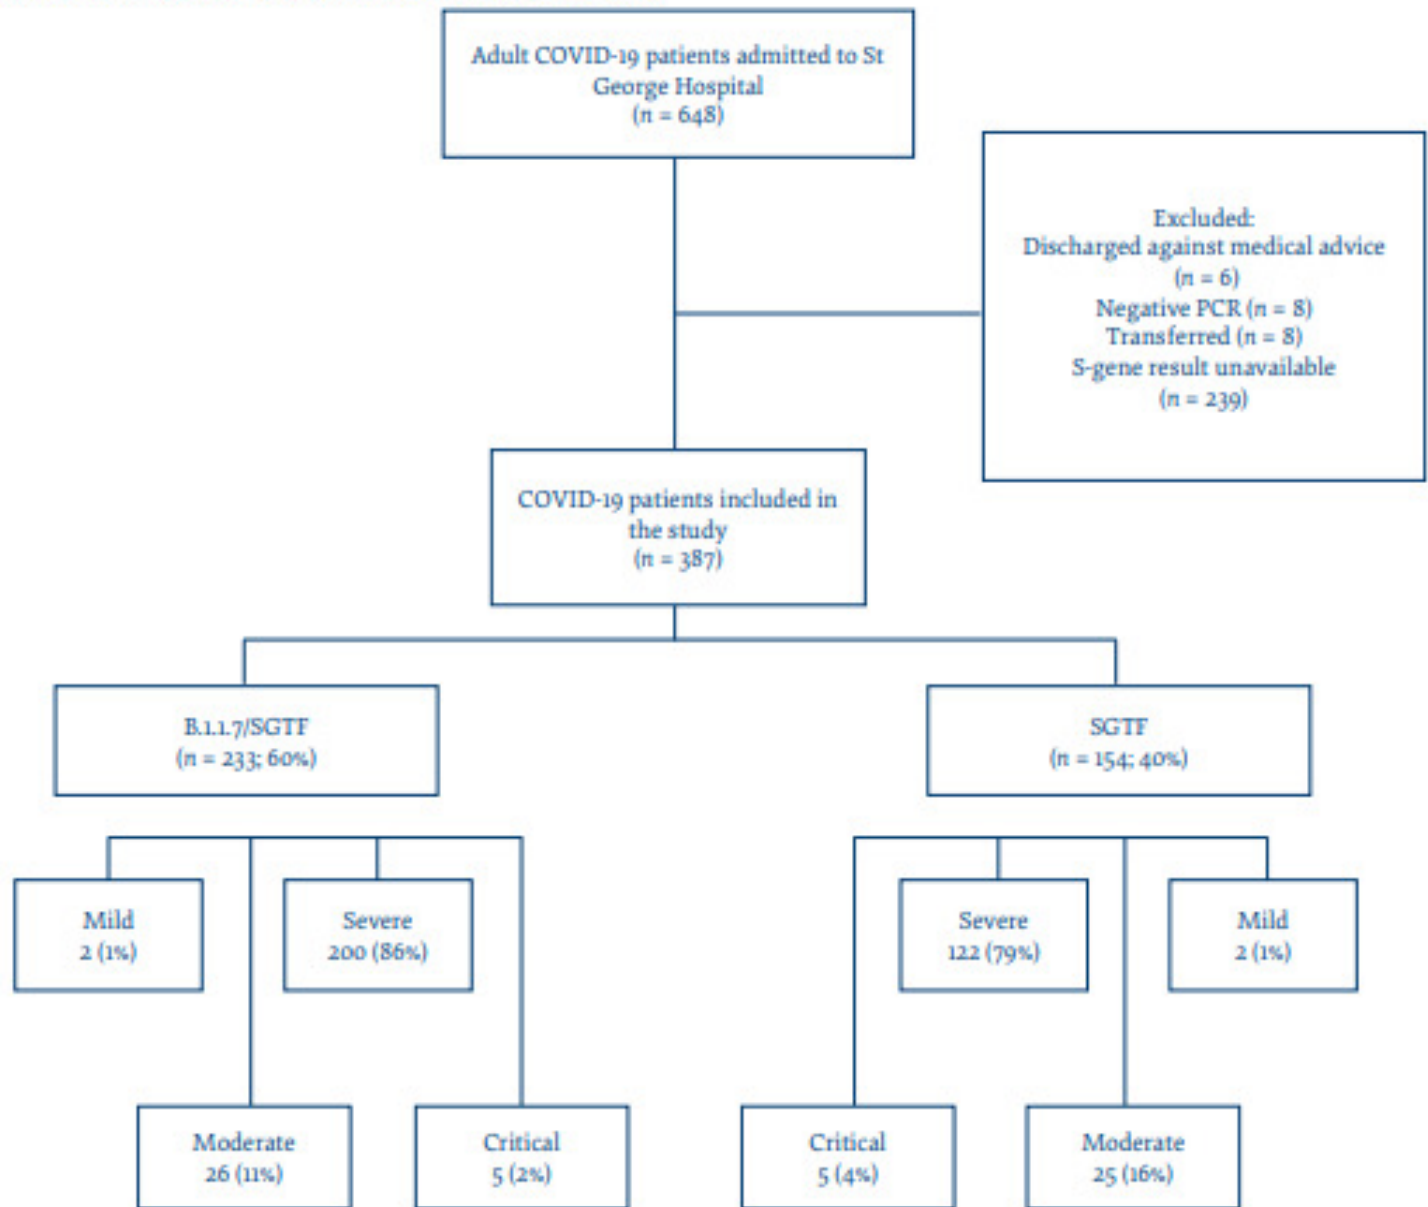 Adult COVID-19 patients admitted to St
George Hospital
(n = 648)
Excluded:
Discharged against medical advice
(n = 6)
Negative PCR (n = 8)
Transferred (n = 8)
S-gene result unavailable
(n = 239)
COVID-19 patients included in
the study
(n = 387)
B.1.1.7/SGTF
(n = 233; 60%)
SGTF
(n = 154; 40%)
Mild
2 (1%)
Severe
200 (86%)
Severe
122 (79%)
Mild
2 (1%)
Moderate
26 (11%)
Critical
5 (2%)
Critical
5 (4%)
Moderate
25 (16%)